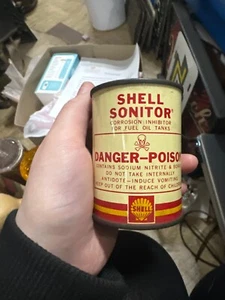 SHELL
SONITOR®
CORROSION INHIBITOR
FOR FUEL OIL TANKS
DANGER—POISON
CONTAINS SODIUM NITRITE &
DO NOT TAKE INTERNALLY
ANTIDOTE—INDUCE VOMITING
KEEP OUT OF THE REACH OF CHILDREN
SHELL